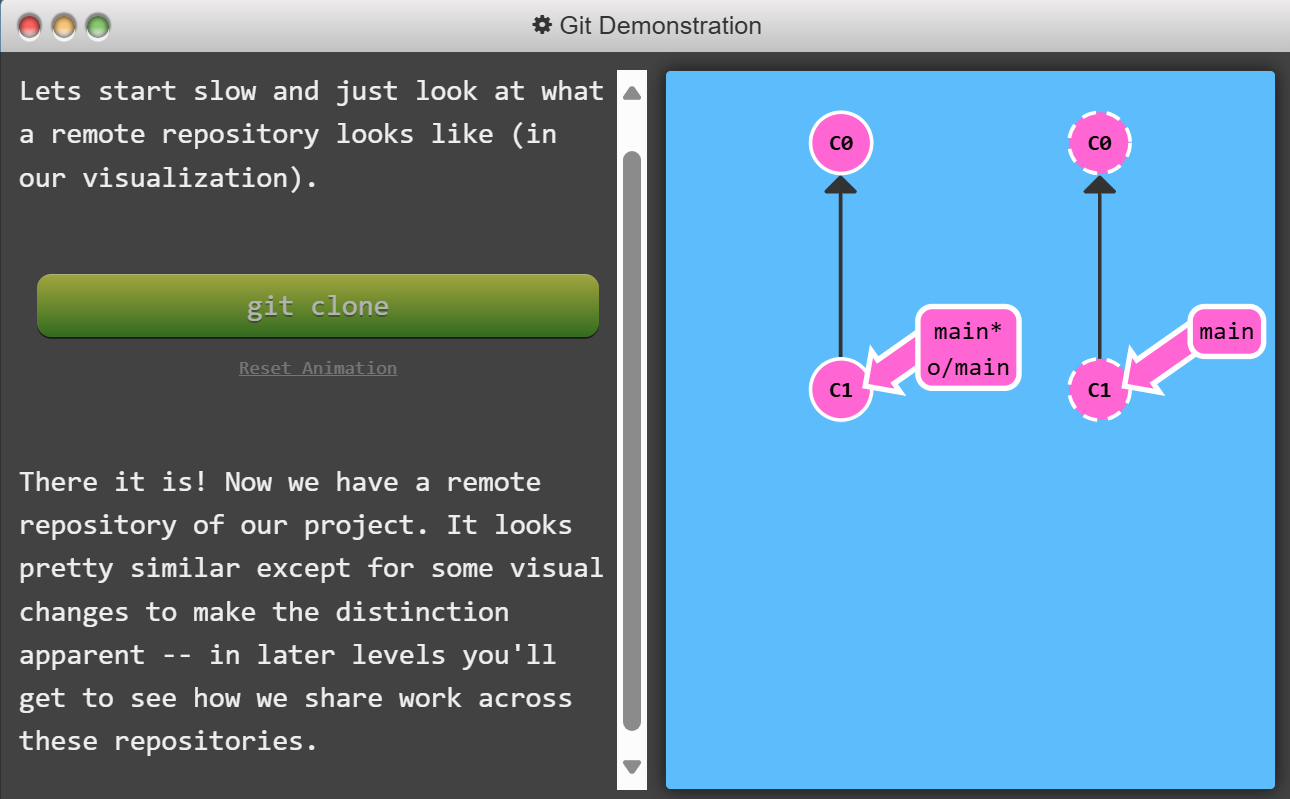 Git Demonstration
Lets start slow and just look at what
a remote repository looks like (in
our visualization).
git clone
Reset Animation
There it is! Now we have a remote
repository of our project. It looks
pretty similar except for some visual
changes to make the distinction
apparent -- in later levels you'll
get to see how we share work across
these repositories.
C0
C0
main*
o/main
main
C1
C1